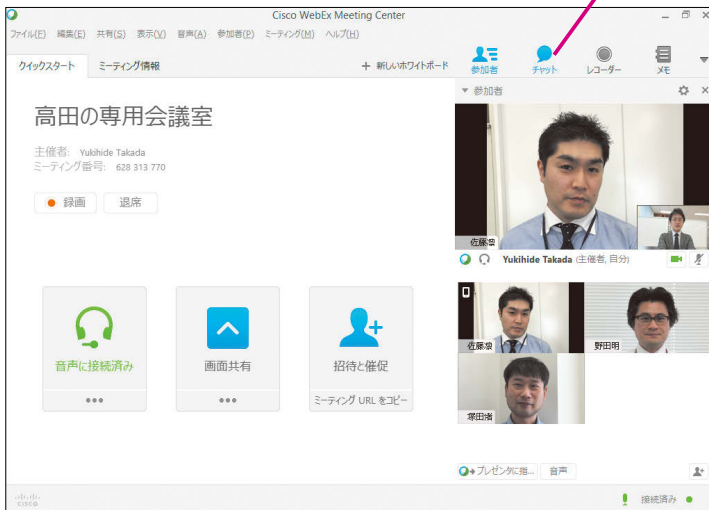 Cisco WebEx Meeting Center
ファイル(F) 編集(E) 共有(S) 表示(V) 音声(A) 参加者(P) ミーティング(M) ヘルプ(H)
クイックスタート ミーティング情報 + 新しいホワイトボード 参加者 チャット レコーダー メモ
参加者
高田の専用会議室
主催者: Yukihide Takada
ミーティング番号: 628 313 770
録画 退席
佐藤凛
Yukihide Takada (主催者, 自分)
音声に接続済み 画面共有 招待と催促
ミーティング URL をコピー
佐藤凛 野田明
塚田渚
プレゼンタに指... 音声
cisco 接続済み